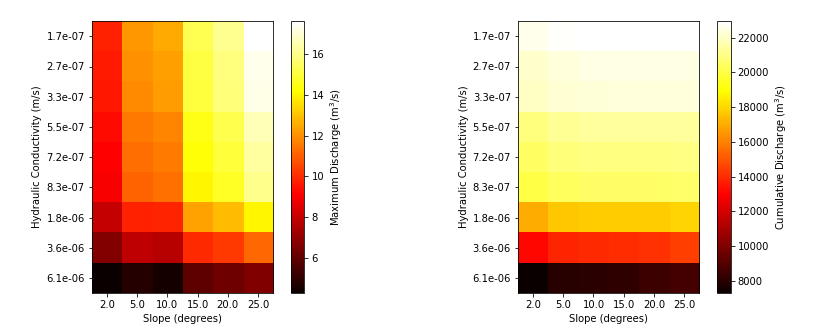 1.7e-07
2.7e-07
3.3e-07
5.5e-07
7.2e-07
8.3e-07
1.8e-06
3.6e-06
6.1e-06
Hydraulic Conductivity (m/s)
2.0 5.0 10.0 15.0 20.0 25.0
Slope (degrees)
16
14
12
10
8
6
Maximum Discharge (m³/s)
1.7e-07
2.7e-07
3.3e-07
5.5e-07
7.2e-07
8.3e-07
1.8e-06
3.6e-06
6.1e-06
Hydraulic Conductivity (m/s)
2.0 5.0 10.0 15.0 20.0 25.0
Slope (degrees)
22000
20000
18000
16000
14000
12000
10000
8000
Cumulative Discharge (m³/s)